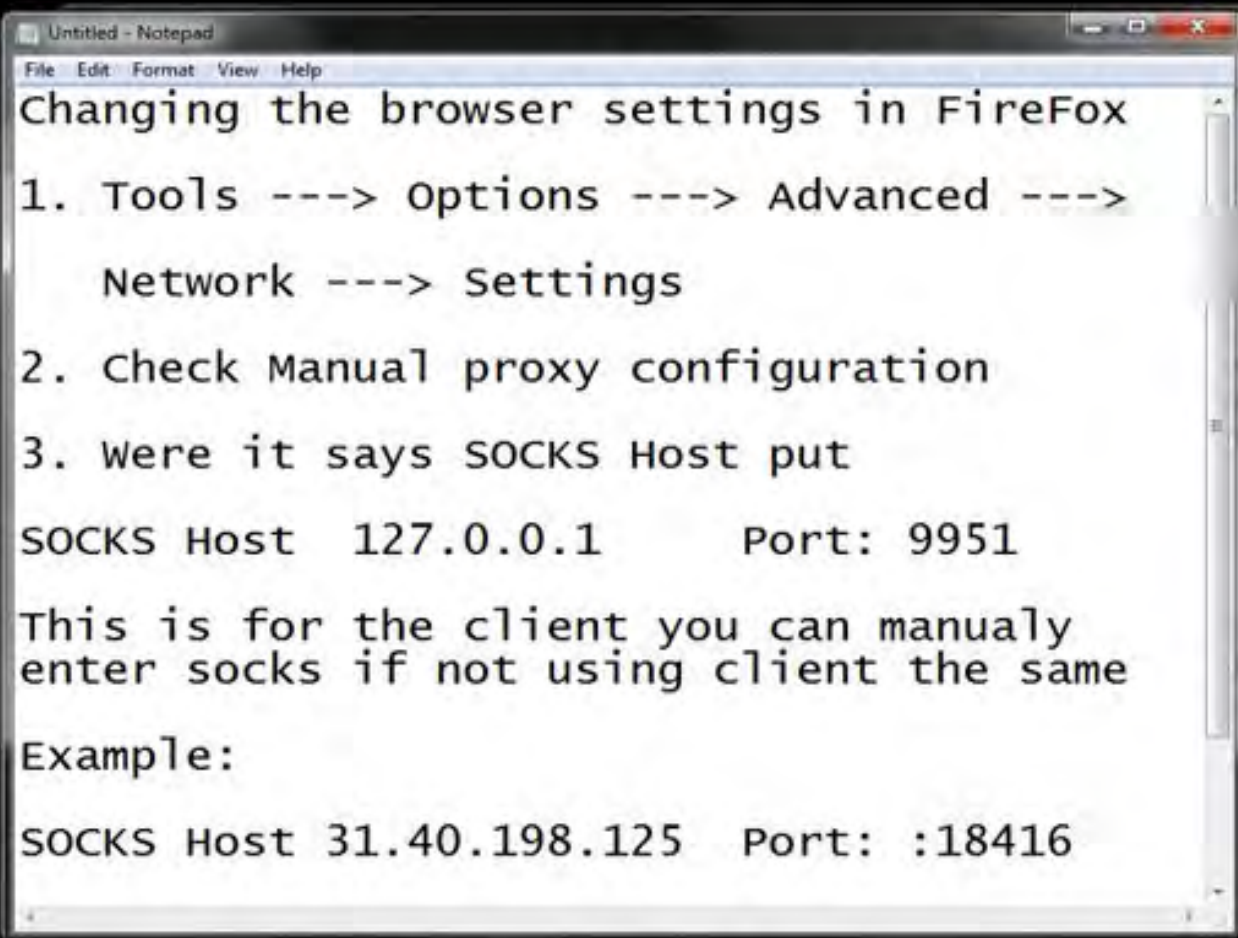 Untitled - Notepad
File Edit Format View Help
Changing the browser settings in FireFox
1. Tools ---> Options ---> Advanced --->
Network ---> Settings
2. Check Manual proxy configuration
3. Were it says SOCKS Host put
SOCKS Host 127.0.0.1 Port: 9951
This is for the client you can manualy
enter socks if not using client the same
Example:
SOCKS Host 31.40.198.125 Port: :18416